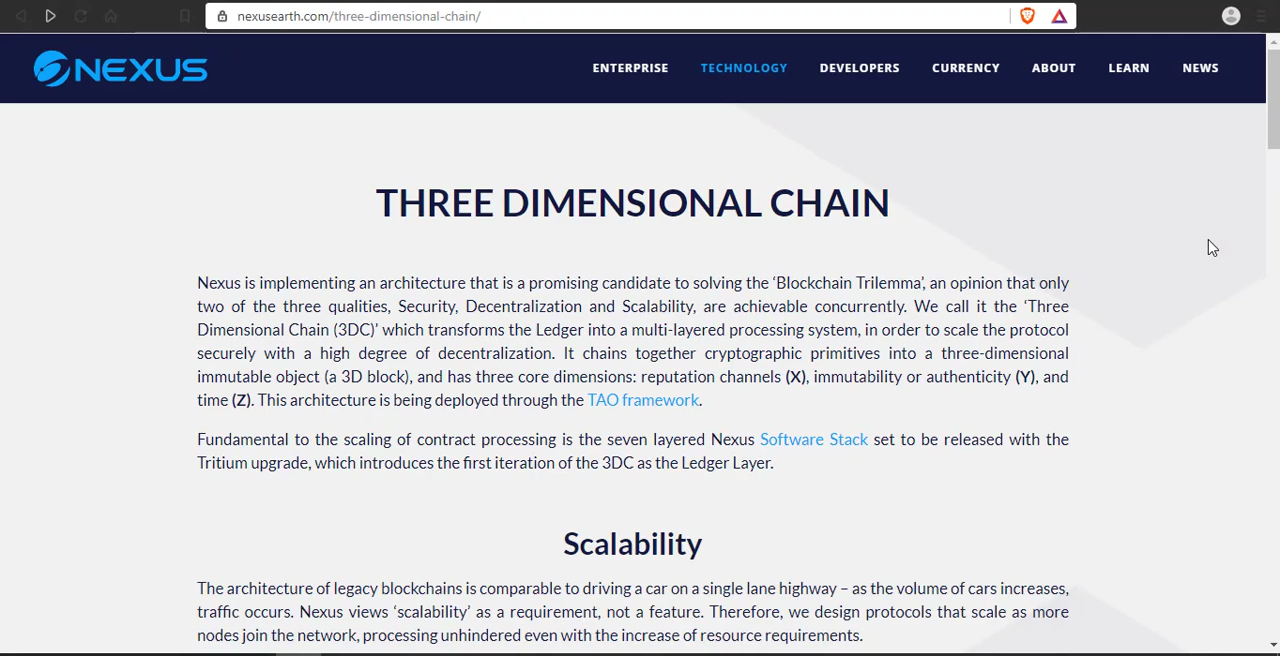 nexusearth.com/three-dimensional-chain/
NEXUS
ENTERPRISE TECHNOLOGY DEVELOPERS CURRENCY ABOUT LEARN NEWS
THREE DIMENSIONAL CHAIN
Nexus is implementing an architecture that is a promising candidate to solving the ‘Blockchain Trilemma’, an opinion that only
two of the three qualities, Security, Decentralization and Scalability, are achievable concurrently. We call it the ‘Three
Dimensional Chain (3DC)’ which transforms the Ledger into a multi-layered processing system, in order to scale the protocol
securely with a high degree of decentralization. It chains together cryptographic primitives into a three-dimensional
immutable object (a 3D block), and has three core dimensions: reputation channels (X), immutability or authenticity (Y), and
time (Z). This architecture is being deployed through the TAO framework.
Fundamental to the scaling of contract processing is the seven layered Nexus Software Stack set to be released with the
Tritium upgrade, which introduces the first iteration of the 3DC as the Ledger Layer.
Scalability
The architecture of legacy blockchains is comparable to driving a car on a single lane highway – as the volume of cars increases,
traffic occurs. Nexus views ‘scalability’ as a requirement, not a feature. Therefore, we design protocols that scale as more
nodes join the network, processing unhindered even with the increase of resource requirements.